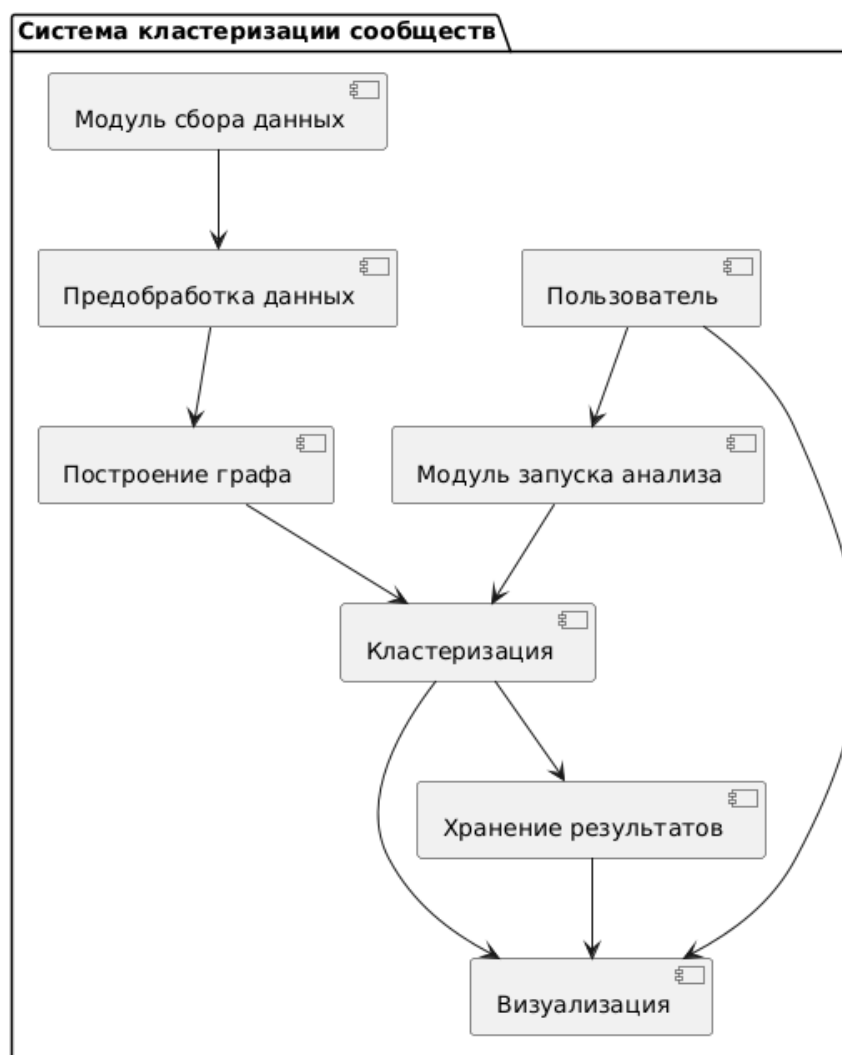 Система кластеризации сообществ
Модуль сбора данных
Предобработка данных
Пользователь
Построение графа
Модуль запуска анализа
Кластеризация
Хранение результатов
Визуализация